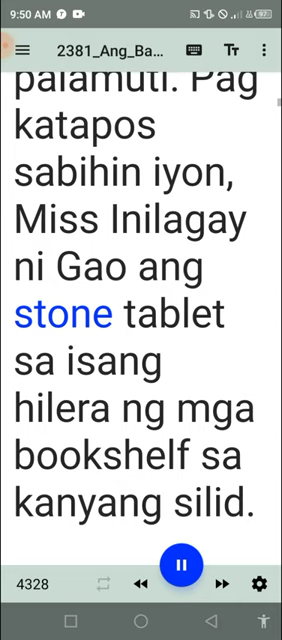 9:50 AM
2381_Ang_Ba...
palamuti. Pag
katapos
sabihin iyon,
Miss Inilagay
ni Gao ang
stone tablet
sa isang
hilera ng mga
bookshelf sa
kanyang silid.
4328